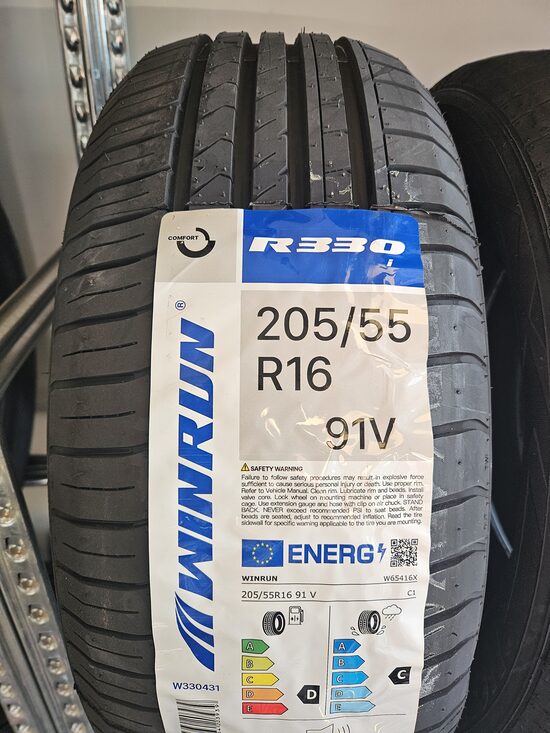 COMFORT
R330
205/55
R16
91V
WINRUN®
SAFETY WARNING
Failure to follow safety procedures may result in explosive force
sufficient to cause serious personal injury or death. Use proper rim.
Refer to Vehicle Manual. Clean rim. Lubricate rim and beads. Install
valve core. Lock wheel on mounting machine or place in safety
cage. Use extension gauge and hose with clip on air chuck. STAND
BACK. NEVER exceed recommended PSI to seat beads. After
beads are seated, adjust to recommended inflation. Read the tire
sidewall for specific warning applicable to the tire you are mounting.
ENERG
WINRUN W65416X
205/55R16 91 V C1
A
B
C
D
E
D
A
B
C
D
E
C
W330431